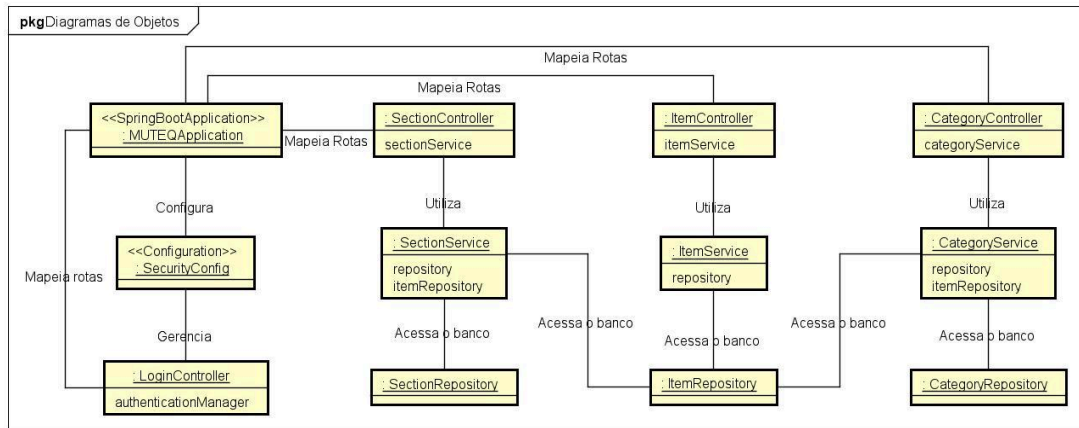 pkg Diagramas de Objetos
Mapeia Rotas
Mapeia Rotas
<<SpringBootApplication>>
: MUTEQApplication
Mapeia Rotas
: SectionController
sectionService
: ItemController
itemService
: CategoryController
categoryService
Configura
Utiliza
Utiliza
Utiliza
<<Configuration>>
: SecurityConfig
: SectionService
repository
itemRepository
: ItemService
repository
: CategoryService
repository
itemRepository
Mapeia rotas
Gerencia
Acessa o banco
Acessa o banco
Acessa o banco
Acessa o banco
Acessa o banco
: LoginController
authenticationManager
: SectionRepository
: ItemRepository
: CategoryRepository